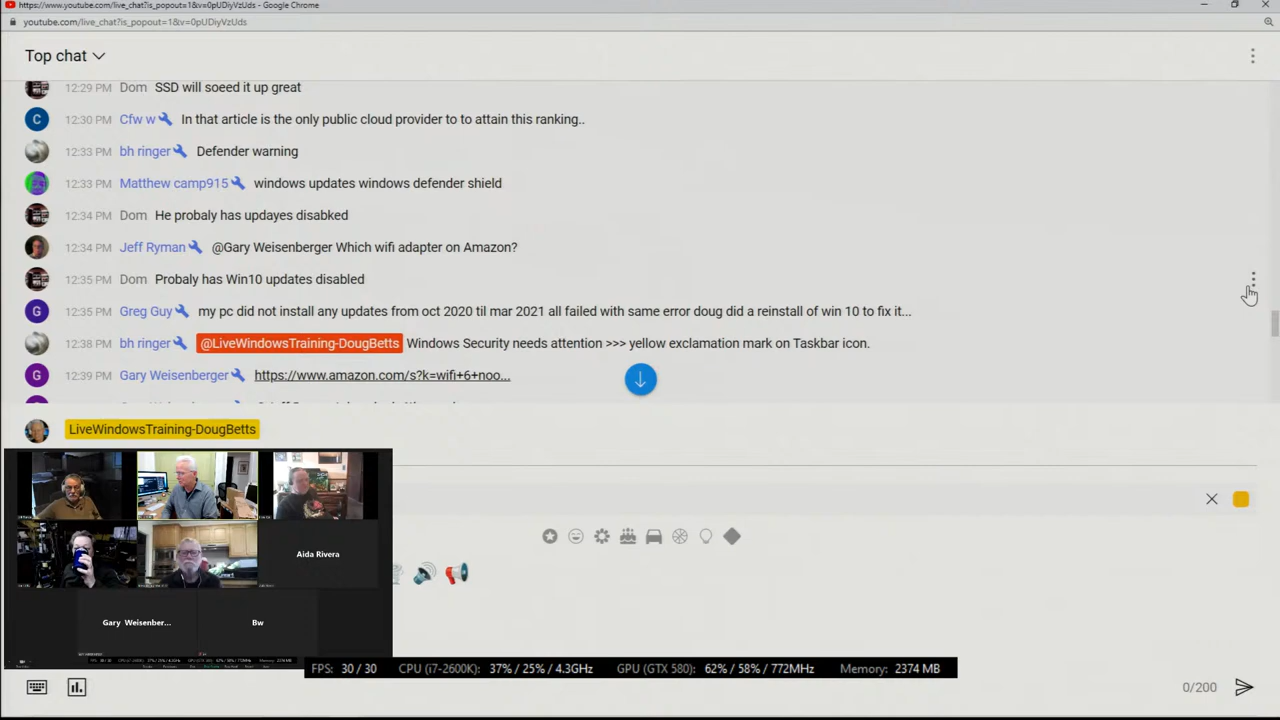 https://www.youtube.com/live_chat?is_popout=1&v=0pUDiyVzUds - Google Chrome
youtube.com/live_chat?is_popout=1&v=0pUDiyVzUds
Top chat
12:29 PM Dom SSD will soeed it up great
12:30 PM Cfw w In that article is the only public cloud provider to to attain this ranking..
12:33 PM bh ringer Defender warning
12:33 PM Matthew camp915 windows updates windows defender shield
12:34 PM Dom He probaly has updayes disabked
12:34 PM Jeff Ryman @Gary Weisenberger Which wifi adapter on Amazon?
12:35 PM Dom Probaly has Win10 updates disabled
12:35 PM Greg Guy my pc did not install any updates from oct 2020 til mar 2021 all failed with same error doug did a reinstall of win 10 to fix it...
12:38 PM bh ringer @LiveWindowsTraining-DougBetts Windows Security needs attention >>> yellow exclamation mark on Taskbar icon.
12:39 PM Gary Weisenberger https://www.amazon.com/s?k=wifi+6+noo...
LiveWindowsTraining-DougBetts
Aida Rivera
Gary Weisenber...
Bw
FPS: 30 / 30 CPU (i7-2600K): 37% / 25% / 4.3GHz GPU (GTX 580): 62% / 58% / 772MHz Memory: 2374 MB
0/200